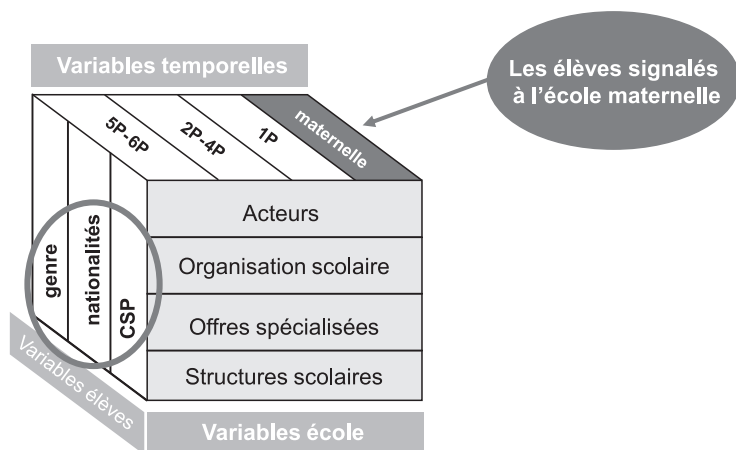 Variables temporelles
Les élèves signalés
à l'école maternelle
5P-6P
2P-4P
1P
maternelle
genre
nationalités
CSP
Acteurs
Organisation scolaire
Offres spécialisées
Structures scolaires
Variables élèves
Variables école